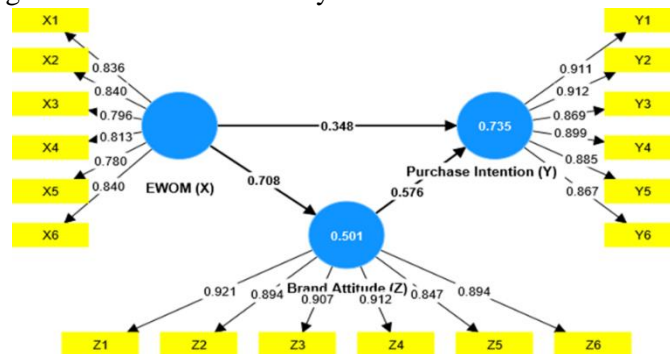 X1
Y1
X2
0.836
0.911
Y2
0.840
0.912
X3
0.796
0.869
Y3
0.348
0.735
0.813
0.899
X4
Y4
0.780
0.885
Purchase Intention (Y)
X5
0.840
EWOM (X)
0.708
0.576
0.867
Y5
X6
Y6
0.501
Brand Attitude (Z)
0.921
0.894
0.907
0.912
0.847
0.894
Z1
Z2
Z3
Z4
Z5
Z6